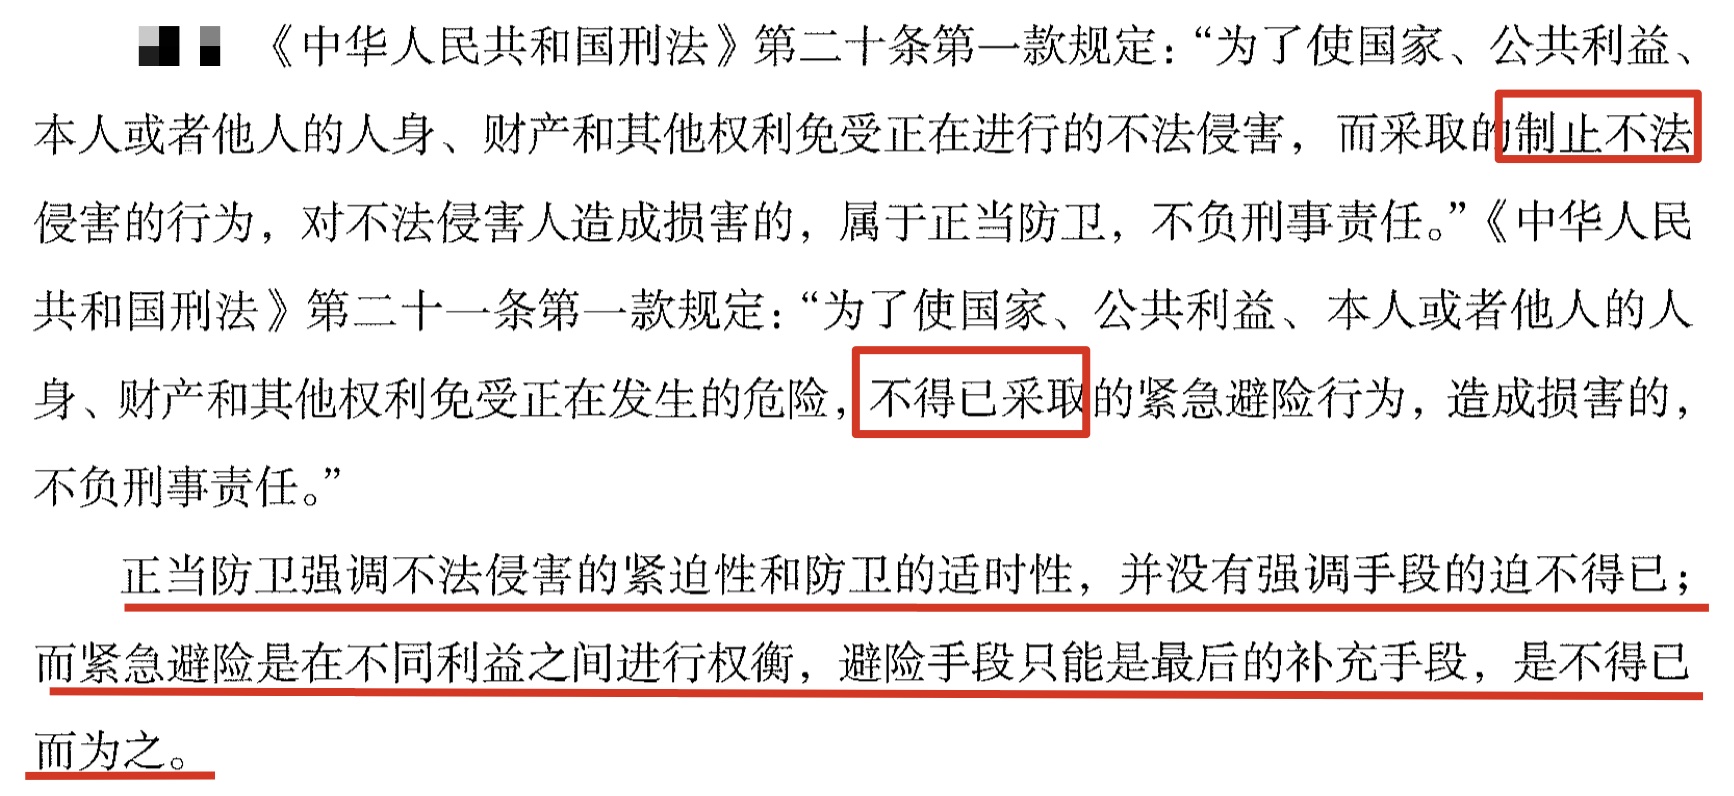 《中华人民共和国刑法》第二十条第一款规定：“为了使国家、公共利益、
本人或者他人的人身、财产和其他权利免受正在进行的不法侵害，而采取的制止不法
侵害的行为，对不法侵害人造成损害的，属于正当防卫，不负刑事责任。”《中华人民
共和国刑法》第二十一条第一款规定：“为了使国家、公共利益、本人或者他人的人
身、财产和其他权利免受正在发生的危险，不得已采取的紧急避险行为，造成损害的，
不负刑事责任。”
正当防卫强调不法侵害的紧迫性和防卫的适时性，并没有强调手段的迫不得已；
而紧急避险是在不同利益之间进行权衡，避险手段只能是最后的补充手段，是不得已
而为之。